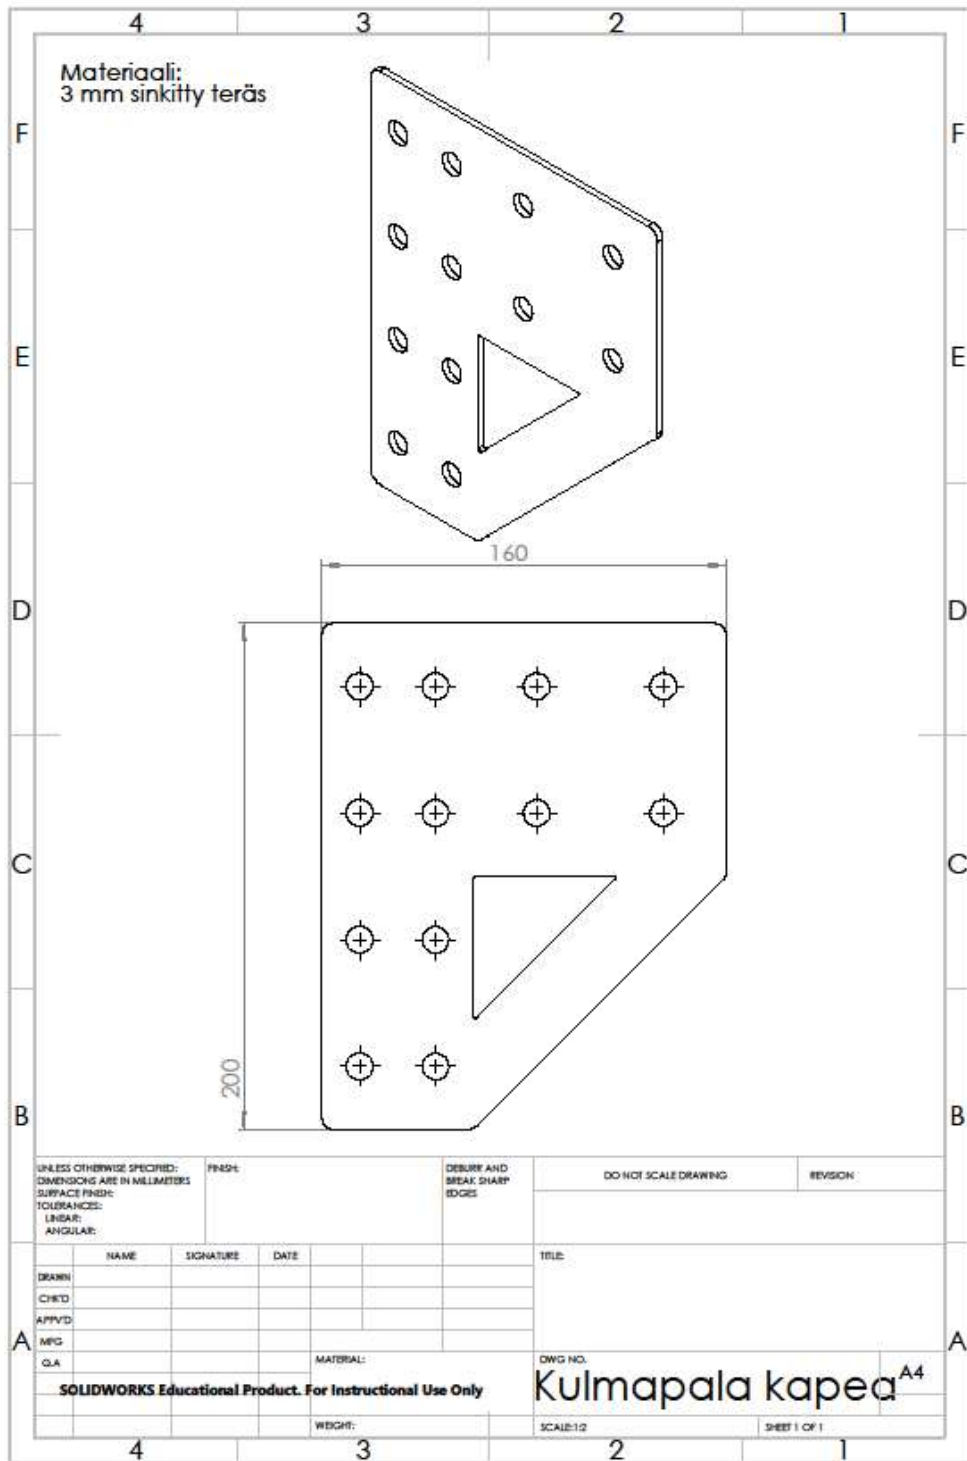 4 3 2 1
Materiaali:
3 mm sinkitty teräs
F F
E E
160
D D
C C
200
B B
UNLESS OTHERWISE SPECIFIED:
DIMENSIONS ARE IN MILLIMETERS
SURFACE FINISH:
TOLERANCES:
LINEAR:
ANGULAR:
FINISH:
DEBURR AND
BREAK SHARP
EDGES
DO NOT SCALE DRAWING
REVISION
NAME SIGNATURE DATE
TITLE:
DRAWN
CHK'D
APPV'D
MFG
Q.A
A A
MATERIAL:
DWG NO.
Kulmapala kapea
A4
SOLIDWORKS Educational Product. For Instructional Use Only
WEIGHT:
SCALE:1:2
SHEET 1 OF 1
4 3 2 1